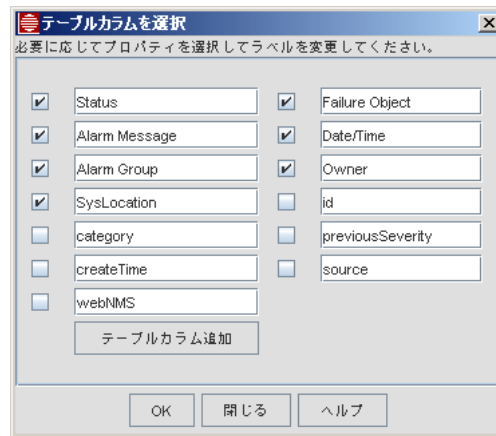 テーブルカラムを選択
必要に応じてプロパティを選択してラベルを変更してください。
Status Failure Object
Alarm Message Date/Time
Alarm Group Owner
SysLocation id
category previousSeverity
createTime source
webNMS
テーブルカラム追加
OK 閉じる ヘルプ